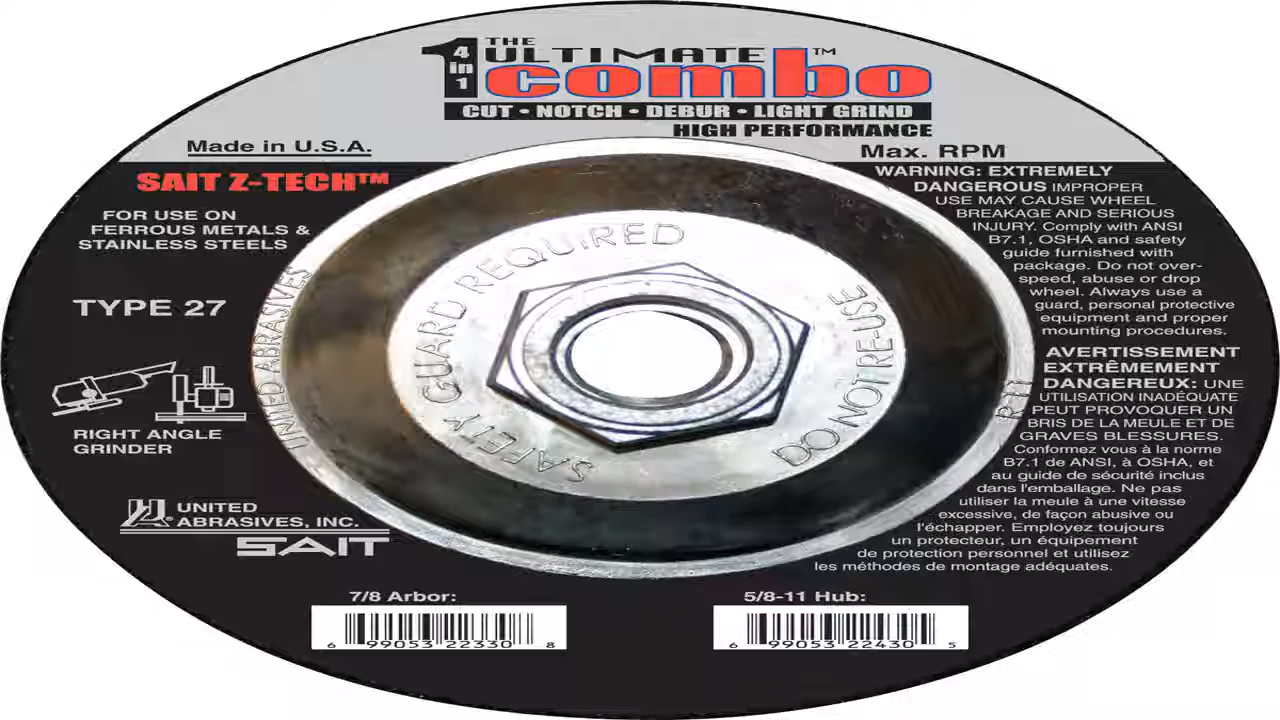 4 in 1
THE
ULTIMATE™
combo
CUT • NOTCH • DEBUR • LIGHT GRIND
HIGH PERFORMANCE
Made in U.S.A.
Max. RPM
SAIT Z-TECH™
FOR USE ON
FERROUS METALS &
STAINLESS STEELS
TYPE 27
RIGHT ANGLE
GRINDER
UNITED
ABRASIVES, INC.
SAIT
WARNING: EXTREMELY
DANGEROUS IMPROPER
USE MAY CAUSE WHEEL
BREAKAGE AND SERIOUS
INJURY. Comply with ANSI
B7.1, OSHA and safety
guide furnished with
package. Do not over-
speed, abuse or drop
wheel. Always use a
guard, personal protective
equipment and proper
mounting procedures.
AVERTISSEMENT
EXTRÊMEMENT
DANGEREUX: UNE
UTILISATION INADÉQUATE
PEUT PROVOQUER UN
BRIS DE LA MEULE ET DE
GRAVES BLESSURES.
Conformez vous à la norme
B7.1 de ANSI, à OSHA, et
au guide de sécurité inclus
dans l'emballage. Ne pas
utiliser la meule à une vitesse
excessive, de façon abusive ou
l'échapper. Employez toujours
un protecteur, un équipement
de protection personnel et utilisez
les méthodes de montage adéquates.
UNITED ABRASIVES
SAFETY GUARD REQUIRED
DO NOT RE-USE
7/8 Arbor:
6 99053 22330 8
5/8-11 Hub:
6 99053 22430 5